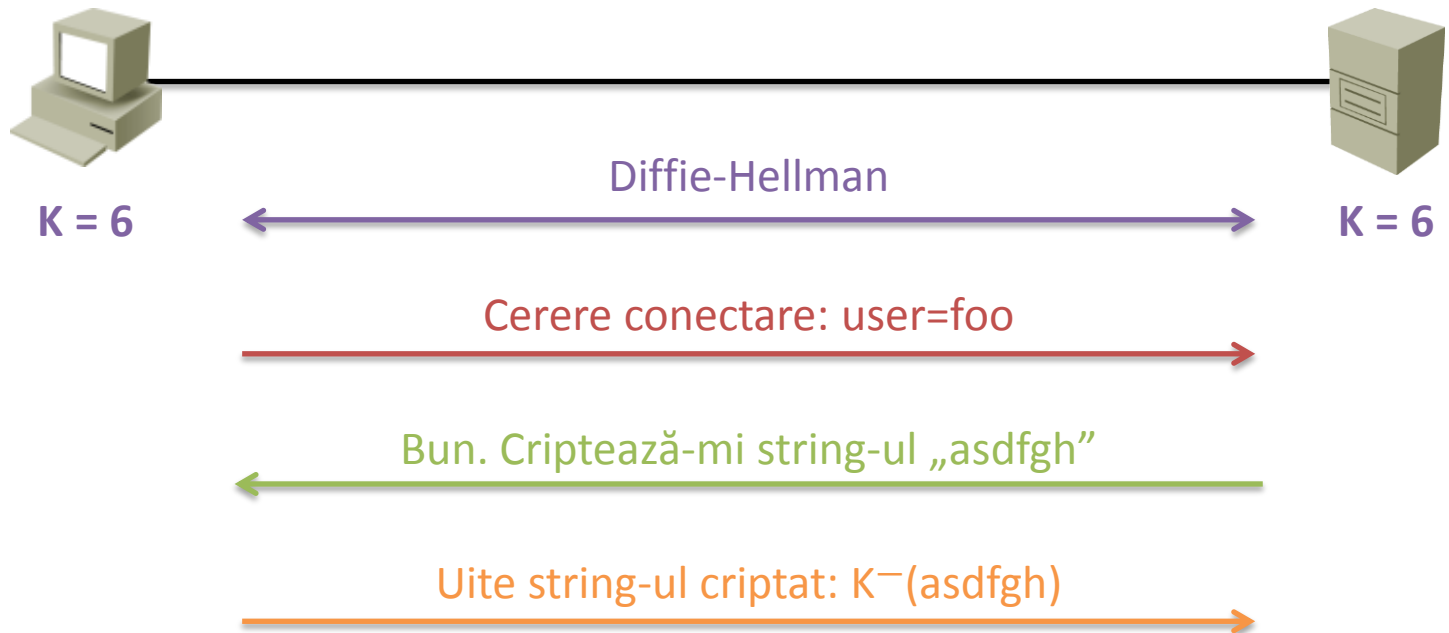 Diffie-Hellman
K = 6
K = 6
Cerere conectare: user=foo
Bun. Criptează-mi string-ul „asdfgh”
Uite string-ul criptat: K⁻(asdfgh)